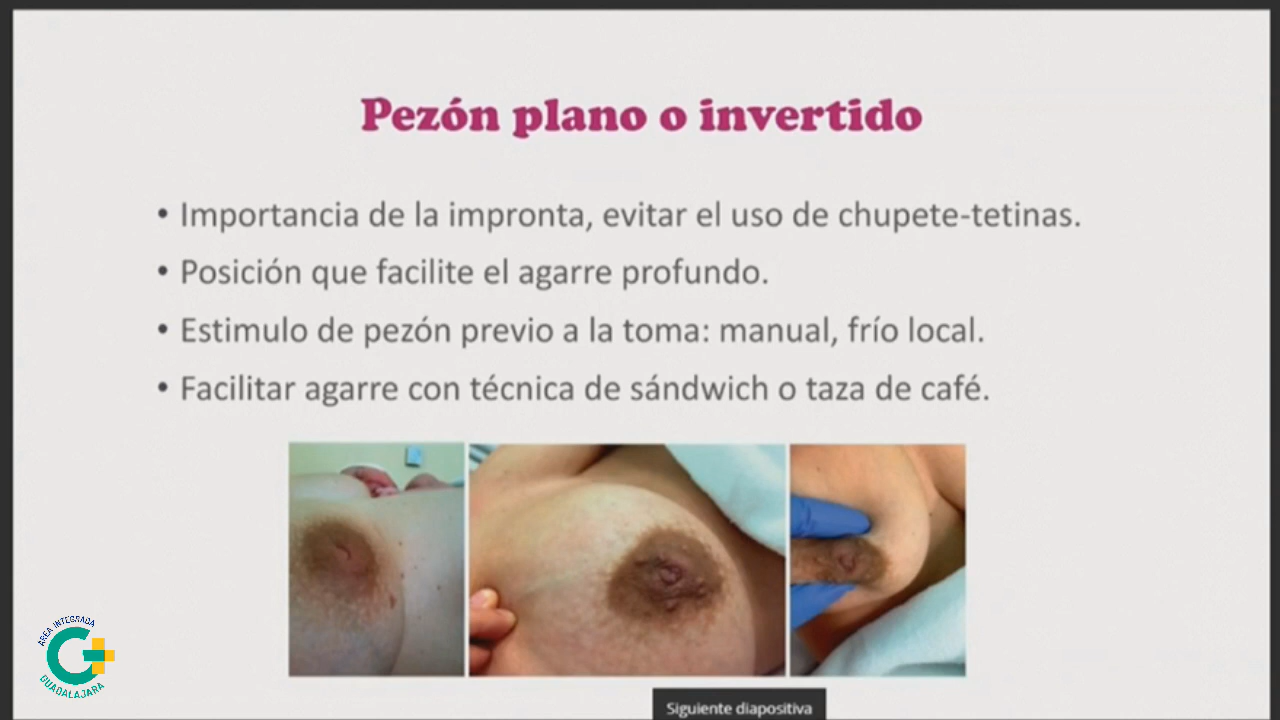 Pezón plano o invertido
• Importancia de la impronta, evitar el uso de chupete-tetinas.
• Posición que facilite el agarre profundo.
• Estimulo de pezón previo a la toma: manual, frío local.
• Facilitar agarre con técnica de sándwich o taza de café.
ÁREA INTEGRADA
GUADALAJARA
Siguiente diapositiva